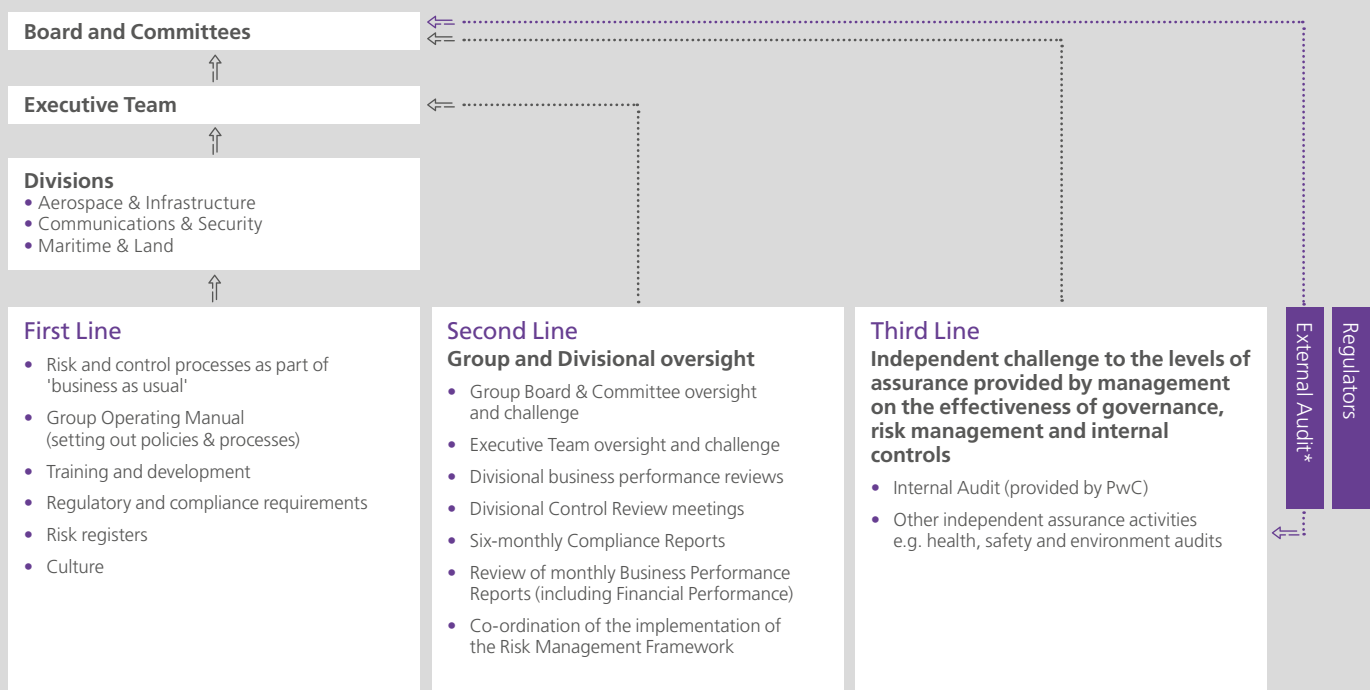 Board and Committees
Executive Team
Divisions
• Aerospace & Infrastructure
• Communications & Security
• Maritime & Land
First Line
• Risk and control processes as part of
'business as usual'
• Group Operating Manual
(setting out policies & processes)
• Training and development
• Regulatory and compliance requirements
• Risk registers
• Culture
Second Line
Group and Divisional oversight
• Group Board & Committee oversight
and challenge
• Executive Team oversight and challenge
• Divisional business performance reviews
• Divisional Control Review meetings
• Six-monthly Compliance Reports
• Review of monthly Business Performance
Reports (including Financial Performance)
• Co-ordination of the implementation of
the Risk Management Framework
Third Line
Independent challenge to the levels of
assurance provided by management
on the effectiveness of governance,
risk management and internal
controls
• Internal Audit (provided by PwC)
• Other independent assurance activities
e.g. health, safety and environment audits
External Audit*
Regulators